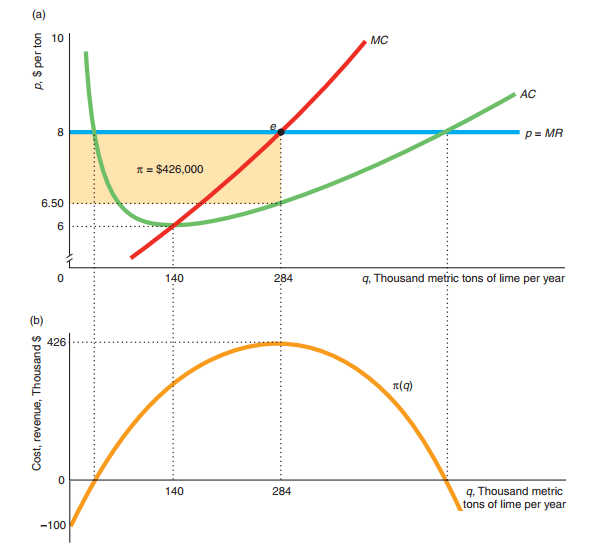 (a)
p, $ per ton
10
MC
AC
8
e
p = MR
π = $426,000
6.50
6
0
140
284
q, Thousand metric tons of lime per year
(b)
Cost, revenue, Thousand $
426
π(q)
0
140
284
q, Thousand metric
tons of lime per year
−100